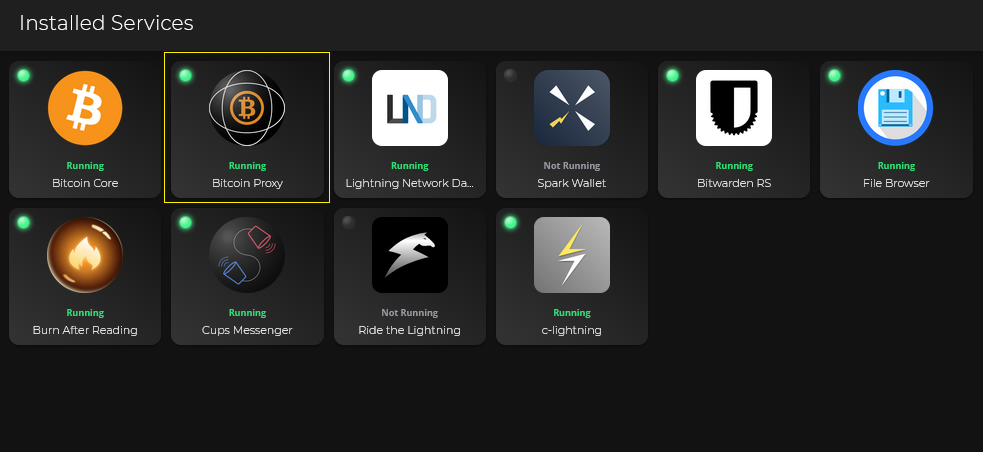 Installed Services
Running
Bitcoin Core
Running
Bitcoin Proxy
LND
Running
Lightning Network Da...
Not Running
Spark Wallet
Running
Bitwarden RS
Running
File Browser
Running
Burn After Reading
Running
Cups Messenger
Not Running
Ride the Lightning
Running
c-lightning